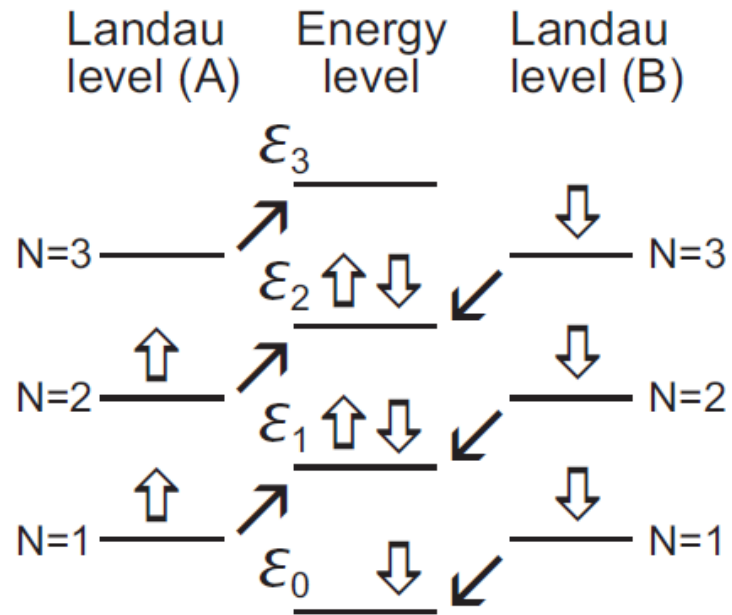 Landau level (A)
Energy level
Landau level (B)
ε3
N=3
N=3
ε2
N=2
N=2
ε1
N=1
N=1
ε0